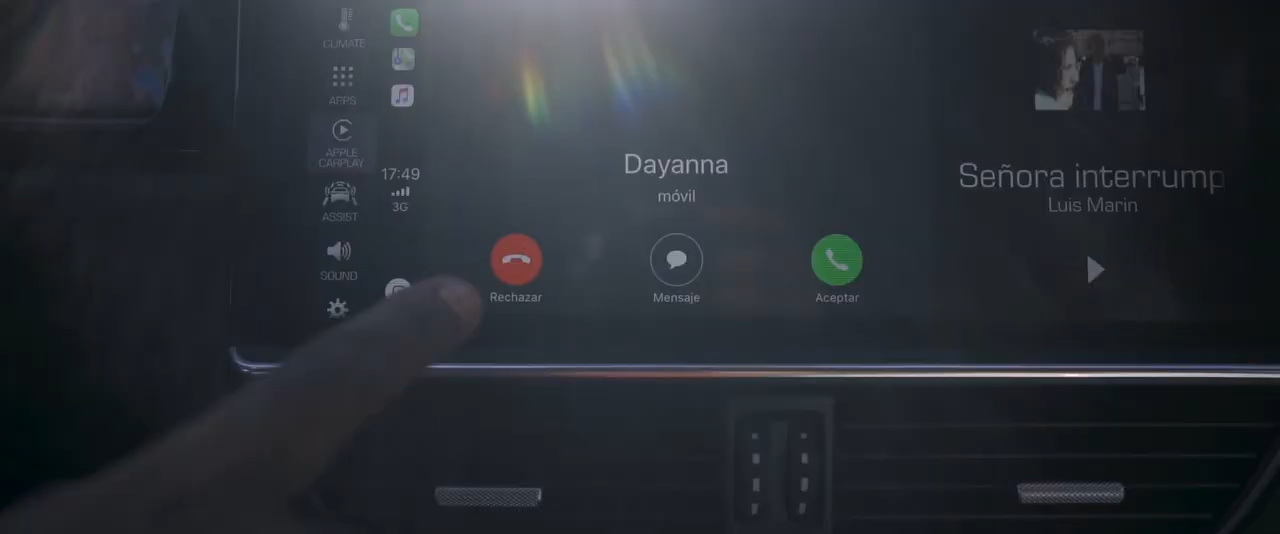 CLIMATE
APPS
APPLE
CARPLAY
17:49
3G
ASSIST
SOUND
Dayanna
móvil
Rechazar
Mensaje
Aceptar
Señora interrump
Luis Marin